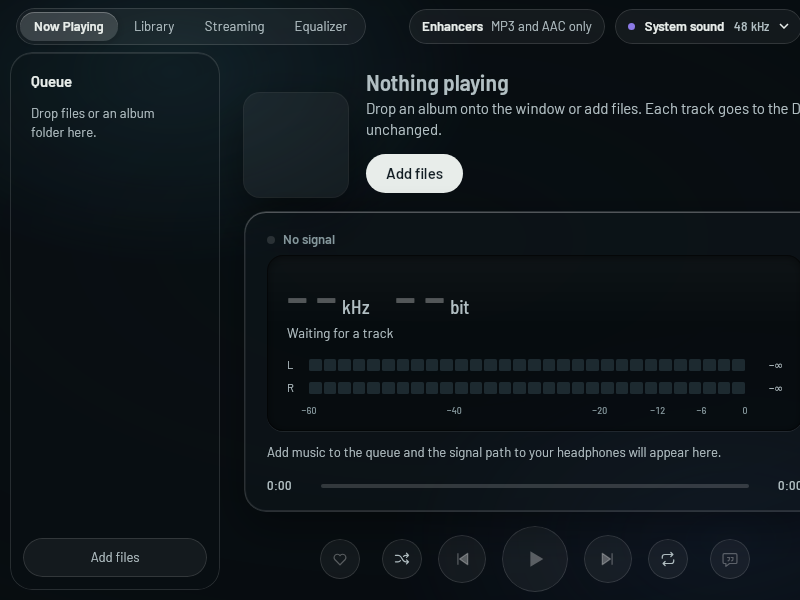 Now Playing Library Streaming Equalizer
Enhancers MP3 and AAC only
System sound 48 kHz
Queue
Drop files or an album
folder here.
Add files
Nothing playing
Drop an album onto the window or add files. Each track goes to the D
unchanged.
Add files
No signal
kHz bit
Waiting for a track
L −∞
R −∞
−60 −40 −20 −12 −6 0
Add music to the queue and the signal path to your headphones will appear here.
0:00 0:00